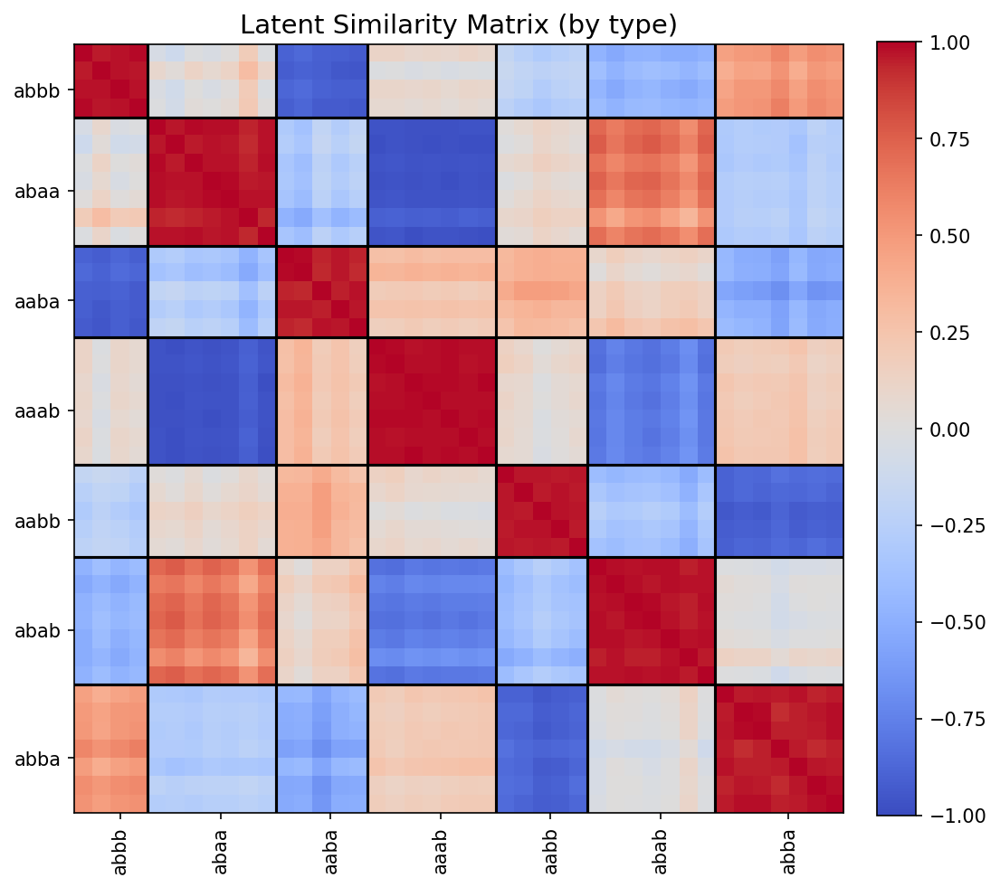 Latent Similarity Matrix (by type)
abbb
abaa
aaba
aaab
aabb
abab
abba
abbb
abaa
aaba
aaab
aabb
abab
abba
1.00
0.75
0.50
0.25
0.00
−0.25
−0.50
−0.75
−1.00